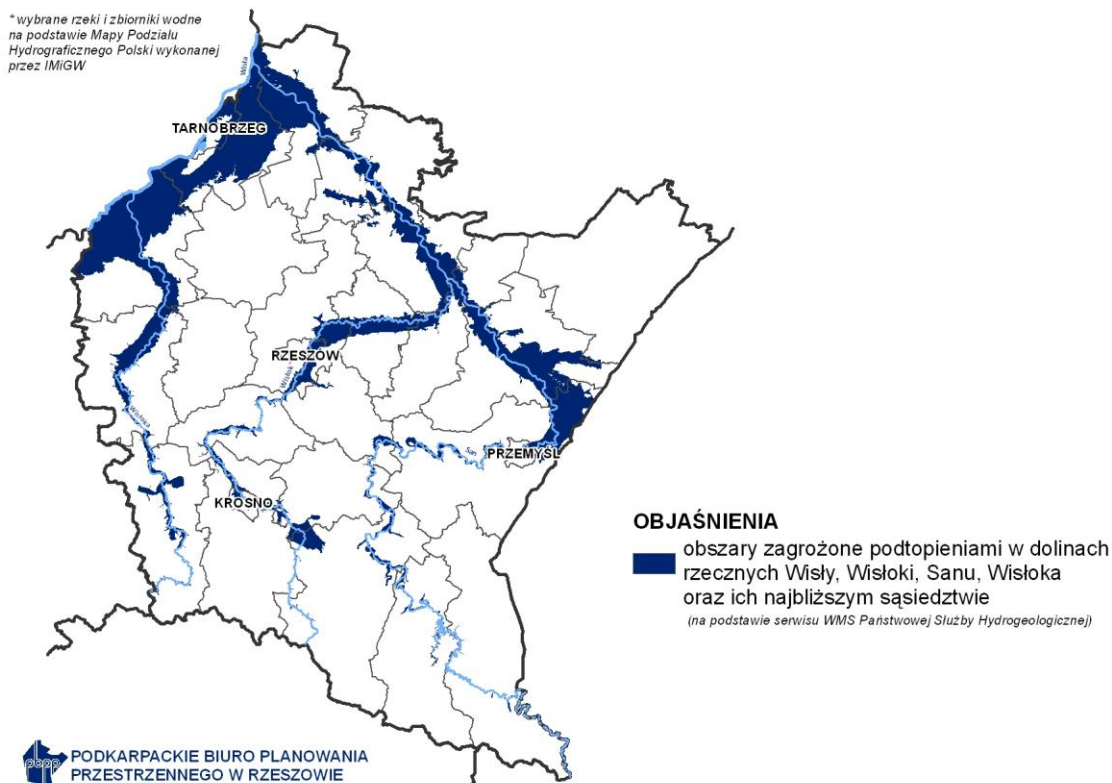 * wybrane rzeki i zbiorniki wodne
na podstawie Mapy Podziału
Hydrograficznego Polski wykonanej
przez IMiGW
Wisła
TARNOBRZEG
RZESZÓW
Wisłok
Wisłoka
San
PRZEMYŚL
KROSNO
OBJAŚNIENIA
obszary zagrożone podtopieniami w dolinach
rzecznych Wisły, Wisłoki, Sanu, Wisłoka
oraz ich najbliższym sąsiedztwie
(na podstawie serwisu WMS Państwowej Służby Hydrogeologicznej)
pbpp
PODKARPACKIE BIURO PLANOWANIA
PRZESTRZENNEGO W RZESZOWIE